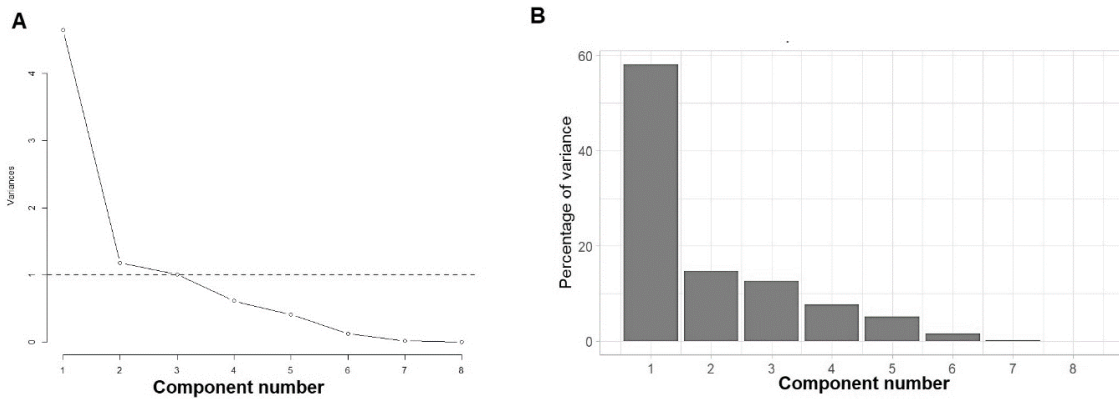 A
4
3
2
1
0
Variances
1 2 3 4 5 6 7 8
Component number
B
60
40
20
0
Percentage of variance
1 2 3 4 5 6 7 8
Component number